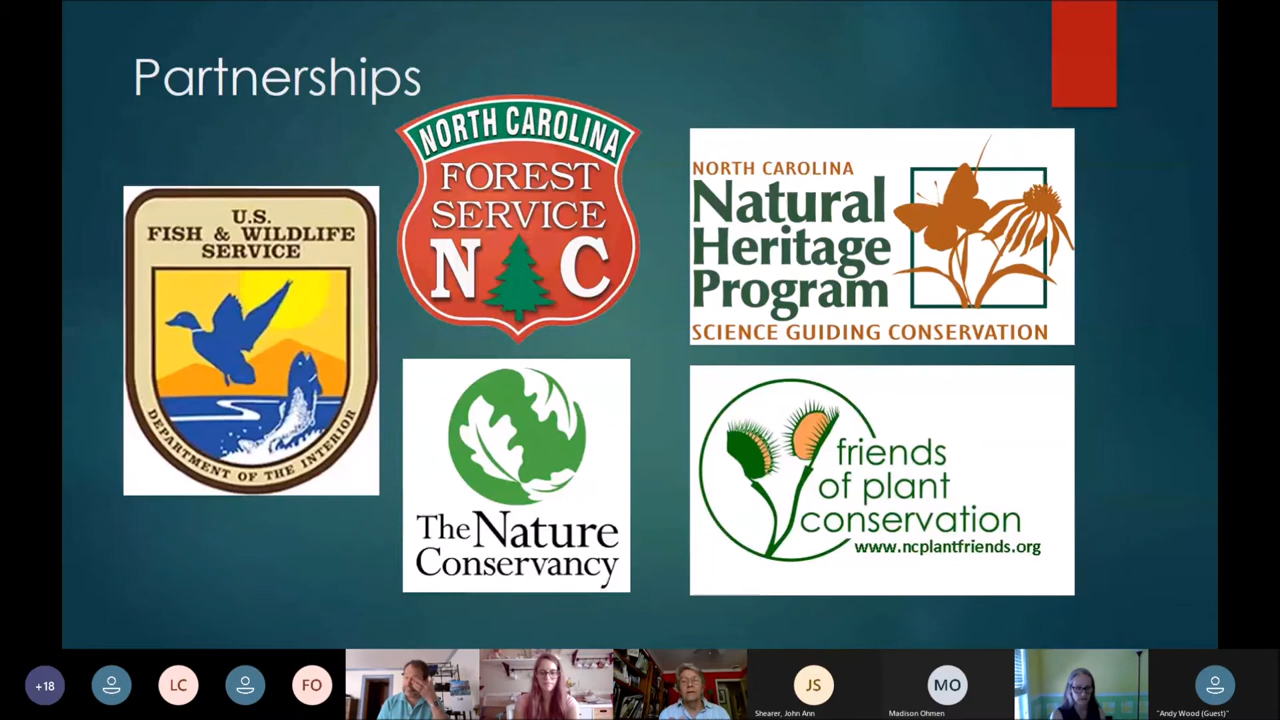 Partnerships
U.S.
FISH & WILDLIFE
SERVICE
DEPARTMENT OF THE INTERIOR
NORTH CAROLINA
FOREST
SERVICE
N C
The Nature
Conservancy
NORTH CAROLINA
Natural
Heritage
Program
SCIENCE GUIDING CONSERVATION
friends
of plant
conservation
www.ncplantfriends.org
+18
LC
FO
JS
Shearer, John Ann
MO
Madison Ohmen
"Andy Wood (Guest)"